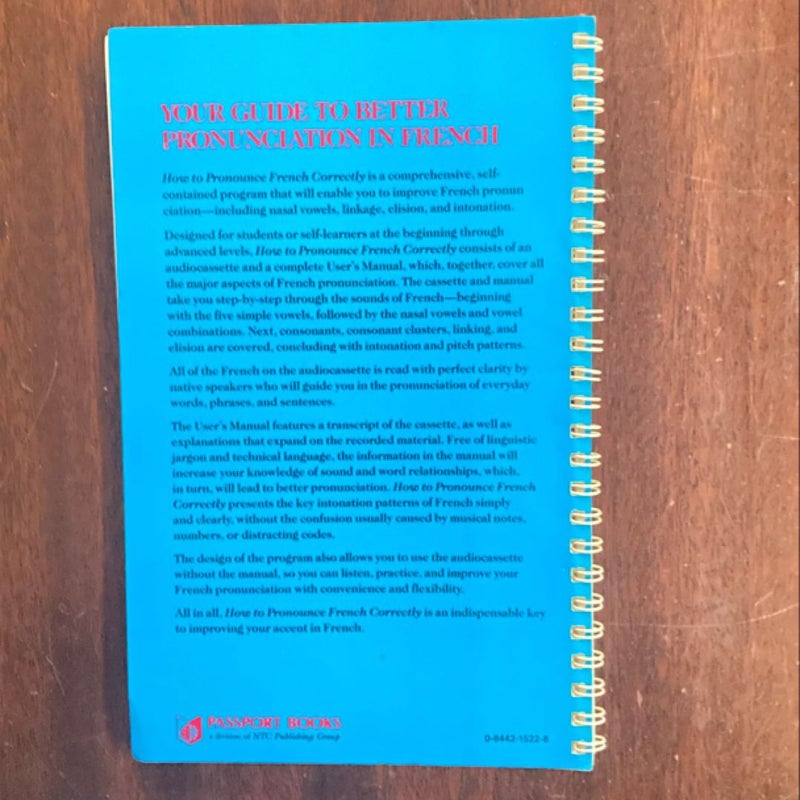 YOUR GUIDE TO BETTER
PRONUNCIATION IN FRENCH
How to Pronounce French Correctly is a comprehensive, self-
contained program that will enable you to improve French pronun
ciation—including nasal vowels, linkage, elision, and intonation.
Designed for students or self-learners at the beginning through
advanced levels, How to Pronounce French Correctly consists of an
audiocassette and a complete User's Manual, which, together, cover all
the major aspects of French pronunciation. The cassette and manual
take you step-by-step through the sounds of French—beginning
with the five simple vowels, followed by the nasal vowels and vowel
combinations. Next, consonants, consonant clusters, linking, and
elision are covered, concluding with intonation and pitch patterns.
All of the French on the audiocassette is read with perfect clarity by
native speakers who will guide you in the pronunciation of everyday
words, phrases, and sentences.
The User's Manual features a transcript of the cassette, as well as
explanations that expand on the recorded material. Free of linguistic
jargon and technical language, the information in the manual will
increase your knowledge of sound and word relationships, which,
in turn, will lead to better pronunciation. How to Pronounce French
Correctly presents the key intonation patterns of French simply
and clearly, without the confusion usually caused by musical notes,
numbers, or distracting codes.
The design of the program also allows you to use the audiocassette
without the manual, so you can listen, practice, and improve your
French pronunciation with convenience and flexibility.
All in all, How to Pronounce French Correctly is an indispensable key
to improving your accent in French.
PASSPORT BOOKS
a division of NTC Publishing Group
0-8442-1522-8